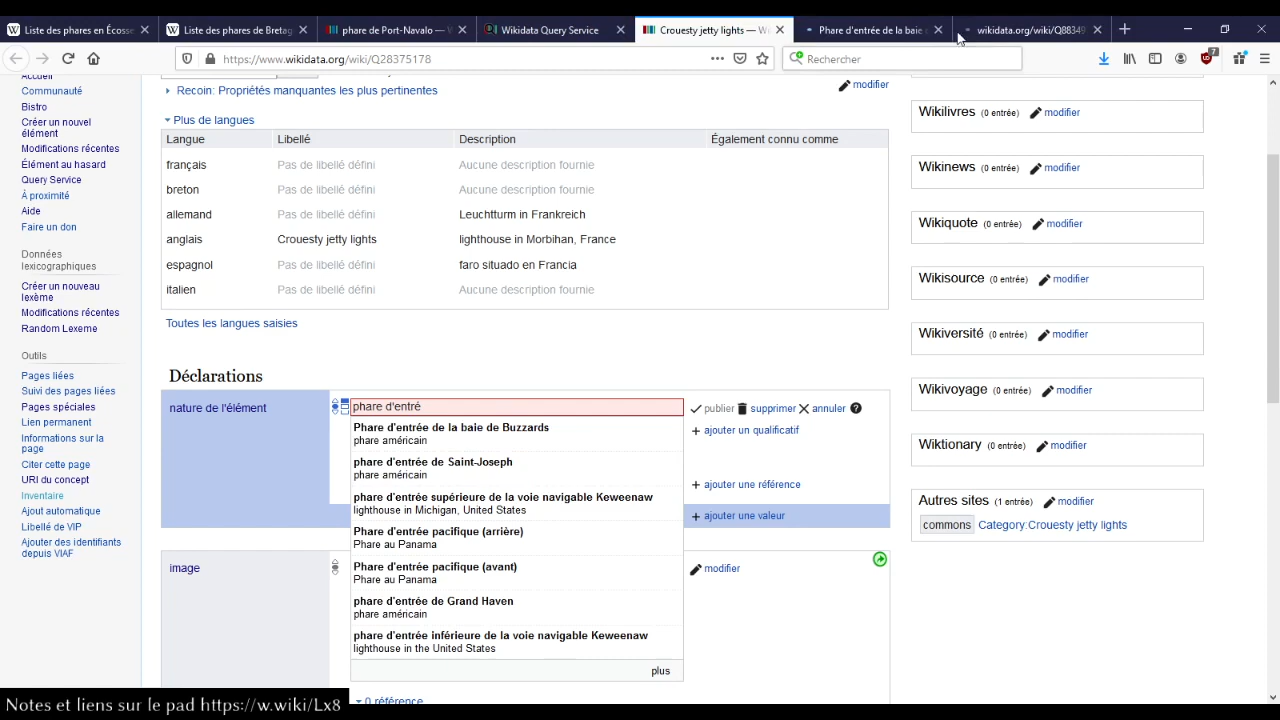 Liste des phares en Écosse
Liste des phares de Bretag
phare de Port-Navalo — W
Wikidata Query Service
Crouesty jetty lights — Wi
Phare d'entrée de la baie d
wikidata.org/wiki/Q88349
https://www.wikidata.org/wiki/Q28375178
Rechercher
7
Accueil
Communauté
Bistro
Créer un nouvel
élément
Modifications récentes
Élément au hasard
Query Service
À proximité
Aide
Faire un don
Données
lexicographiques
Créer un nouveau
lexème
Modifications récentes
Random Lexeme
Outils
Pages liées
Suivi des pages liées
Pages spéciales
Lien permanent
Informations sur la
page
Citer cette page
URI du concept
Inventaire
Ajout automatique
Libellé de VIP
Ajouter des identifiants
depuis VIAF
Recoin: Propriétés manquantes les plus pertinentes
modifier
Plus de langues
Langue Libellé Description Également connu comme
français Pas de libellé défini Aucune description fournie
breton Pas de libellé défini Aucune description fournie
allemand Pas de libellé défini Leuchtturm in Frankreich
anglais Crouesty jetty lights lighthouse in Morbihan, France
espagnol Pas de libellé défini faro situado en Francia
italien Pas de libellé défini Aucune description fournie
Toutes les langues saisies
Déclarations
nature de l'élément
phare d'entré
publier supprimer annuler ?
+ ajouter un qualificatif
+ ajouter une référence
+ ajouter une valeur
Phare d'entrée de la baie de Buzzards
phare américain
phare d'entrée de Saint-Joseph
phare américain
phare d'entrée supérieure de la voie navigable Keweenaw
lighthouse in Michigan, United States
Phare d'entrée pacifique (arrière)
Phare au Panama
Phare d'entrée pacifique (avant)
Phare au Panama
phare d'entrée de Grand Haven
phare américain
phare d'entrée inférieure de la voie navigable Keweenaw
lighthouse in the United States
plus
image
modifier
0 référence
Wikilivres (0 entrée) modifier
Wikinews (0 entrée) modifier
Wikiquote (0 entrée) modifier
Wikisource (0 entrée) modifier
Wikiversité (0 entrée) modifier
Wikivoyage (0 entrée) modifier
Wiktionary (0 entrée) modifier
Autres sites (1 entrée) modifier
commons Category:Crouesty jetty lights
Notes et liens sur le pad https://w.wiki/Lx8